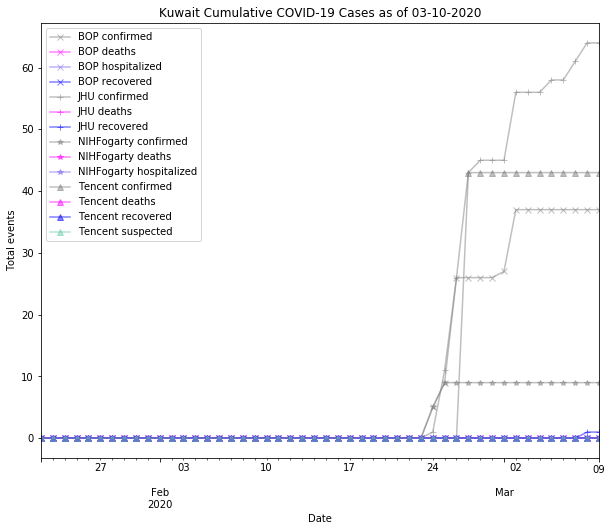 Kuwait Cumulative COVID-19 Cases as of 03-10-2020
BOP confirmed
BOP deaths
BOP hospitalized
BOP recovered
JHU confirmed
JHU deaths
JHU recovered
NIHFogarty confirmed
NIHFogarty deaths
NIHFogarty hospitalized
Tencent confirmed
Tencent deaths
Tencent recovered
Tencent suspected
Total events
60
50
40
30
20
10
0
27 03 10 17 24 02 09
Feb Mar
2020
Date